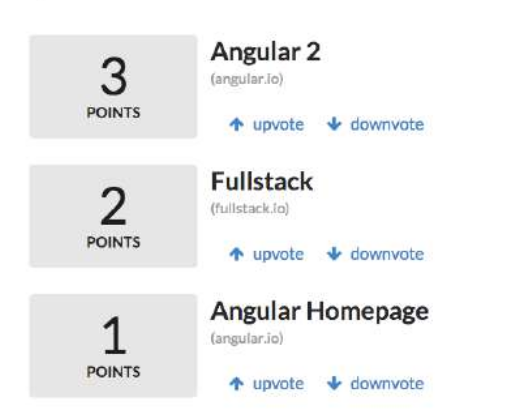 3
POINTS
Angular 2
(angular.io)
upvote downvote
2
POINTS
Fullstack
(fullstack.io)
upvote downvote
1
POINTS
Angular Homepage
(angular.io)
upvote downvote